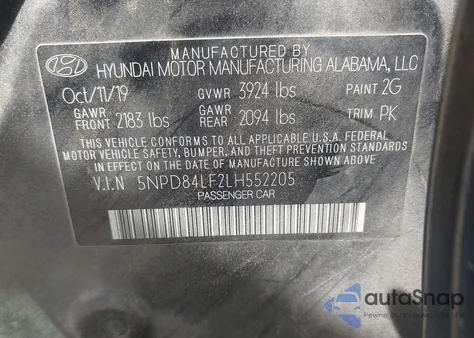 MANUFACTURED BY
HYUNDAI MOTOR MANUFACTURING ALABAMA, LLC
Oct/11/19 GVWR 3924 lbs PAINT 2G
GAWR FRONT 2183 lbs GAWR REAR 2094 lbs TRIM PK
THIS VEHICLE CONFORMS TO ALL APPLICABLE U.S.A. FEDERAL
MOTOR VEHICLE SAFETY, BUMPER, AND THEFT PREVENTION STANDARDS
IN EFFECT ON THE DATE OF MANUFACTURE SHOWN ABOVE.
V.I.N 5NPD84LF2LH552205
PASSENGER CAR
autoSnap